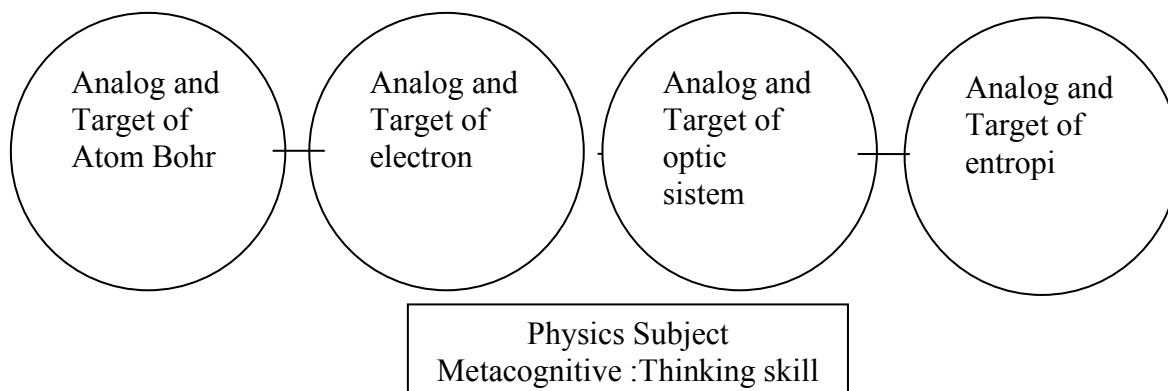 Analog and
Target of
Atom Bohr
Analog and
Target of
electron
Analog and
Target of
optic
sistem
Analog and
Target of
entropi
Physics Subject
Metacognitive :Thinking skill